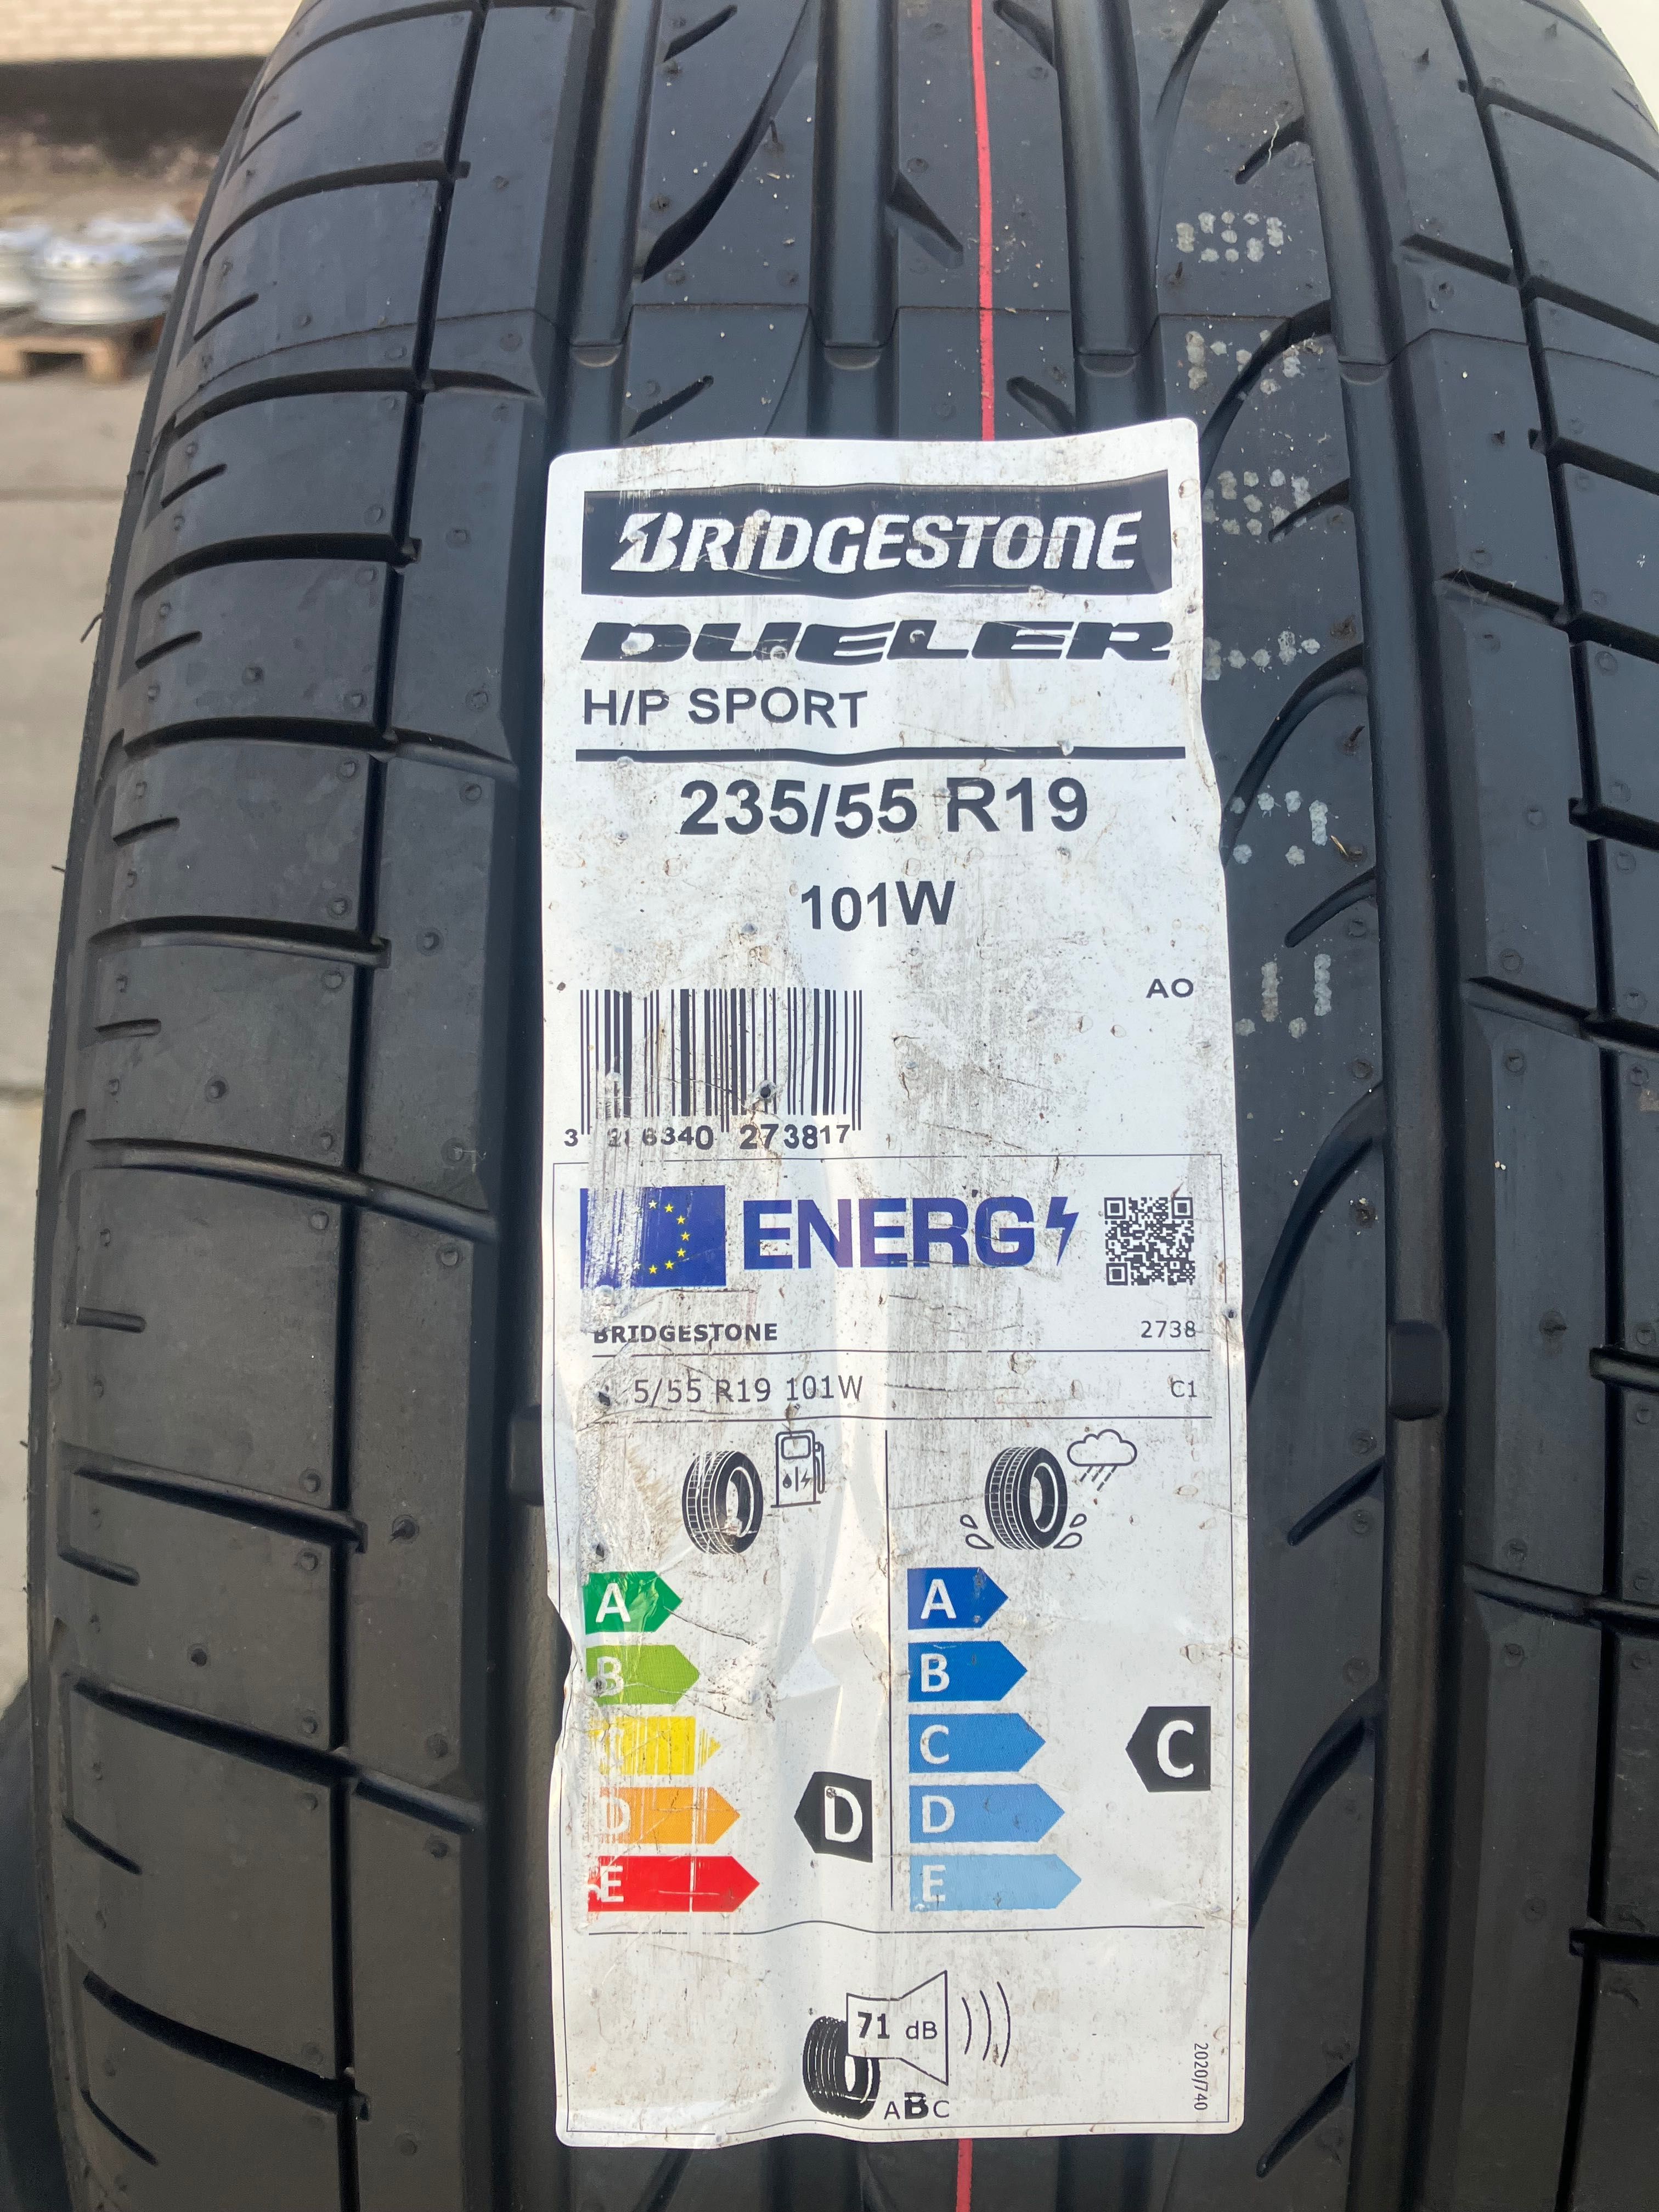 BRIDGESTONE
DUELER
H/P SPORT
235/55 R19
101W
AO
6340 273817
ENERG
BRIDGESTONE 2738
5/55 R19 101W C1
A A
B B
C C
D D D
E E
71 dB
ABC
2020/740